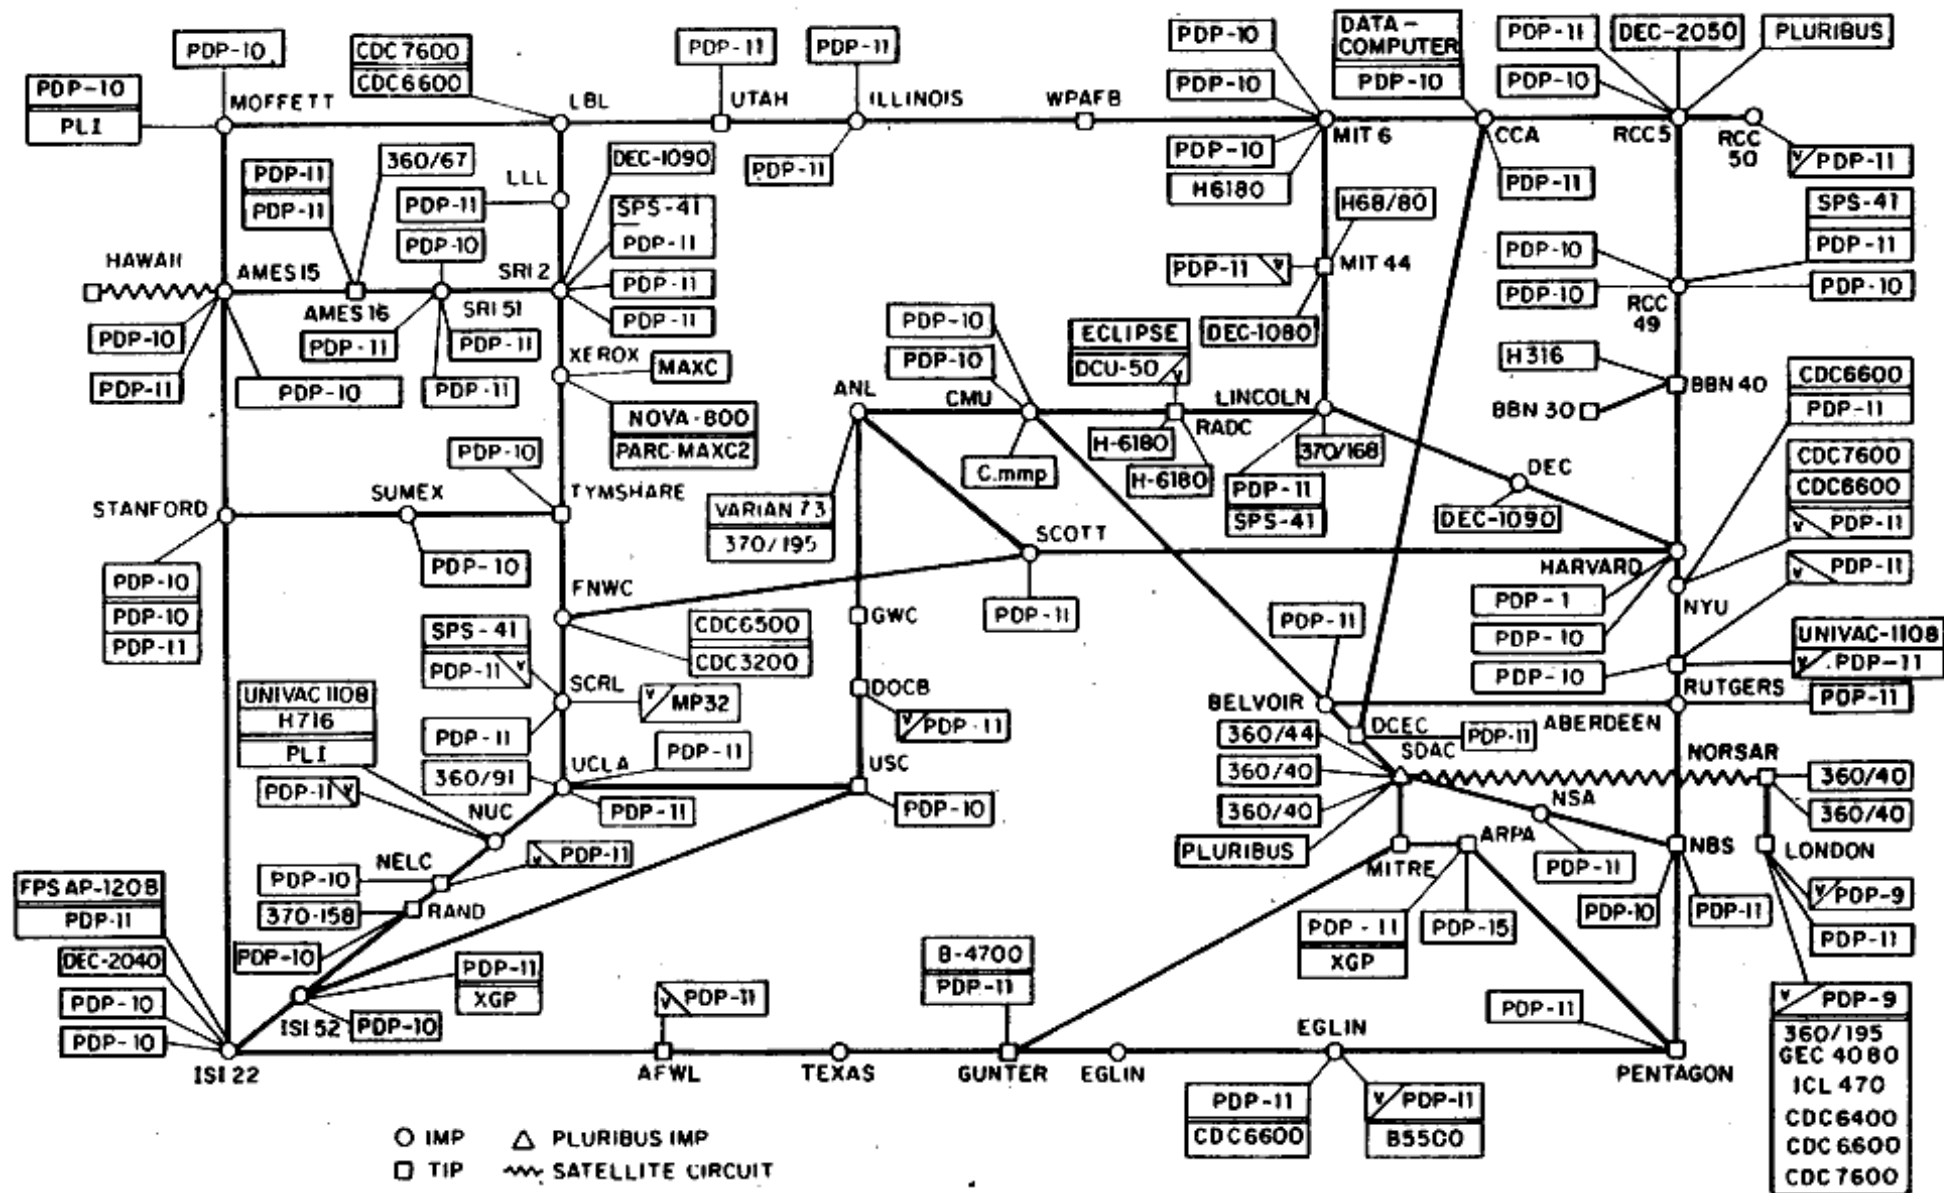 PDP-10
CDC 7600
CDC6600
PDP-11
PDP-11
PDP-10
DATA-
COMPUTER
PDP-10
PDP-11
DEC-2050
PLURIBUS
PDP-10
PLI
MOFFETT
LBL
UTAH
ILLINOIS
WPAFB
PDP-10
PDP-10
MIT 6
CCA
RCC5
RCC
50
PDP-10
H6180
PDP-11
PDP-11
v PDP-11
PDP-11
PDP-11
360/67
LLL
PDP-11
DEC-1090
SPS-41
PDP-11
H68/80
SPS-41
PDP-11
HAWAII
AMES 15
PDP-10
SRI 2
PDP-11
PDP-11
PDP-11 v
MIT 44
PDP-10
PDP-10
RCC
49
PDP-10
AMES 16
SRI 51
PDP-10
PDP-11
PDP-10
PDP-11
PDP-11
PDP-11
XEROX
MAXC
NOVA-800
PARC-MAXC2
PDP-10
PDP-10
CMU
ANL
ECLIPSE
DCU-50 v
DEC-1080
LINCOLN
RADC
H-6180
H-6180
370/168
H316
BBN 40
BBN 30
CDC6600
PDP-11
C.mmp
PDP-11
SPS-41
DEC
DEC-1090
CDC7600
CDC6600
v PDP-11
STANFORD
SUMEX
PDP-10
TYMSHARE
VARIAN 73
370/195
SCOTT
PDP-10
PDP-10
PDP-11
PDP-10
FNWC
PDP-11
HARVARD
PDP-1
PDP-10
NYU
v PDP-11
SPS-41
PDP-11 v
CDC6500
CDC3200
GWC
PDP-11
PDP-10
UNIVAC-1108
v PDP-11
SCRL
v MP32
DOCB
v PDP-11
BELVOIR
RUTGERS
PDP-11
ABERDEEN
UNIVAC 1108
H716
PLI
PDP-11
PDP-11
360/91
UCLA
USC
PDP-11
PDP-10
360/44
360/40
360/40
DCEC
PDP-11
SDAC
NORSAR
360/40
360/40
PDP-11 v
NUC
NSA
PLURIBUS
MITRE
ARPA
PDP-11
NBS
LONDON
NELC
v PDP-11
PDP-10
370-158
RAND
PDP-11
XGP
PDP-15
PDP-10
PDP-11
v PDP-9
PDP-11
FPS AP-120B
PDP-11
DEC-2040
PDP-10
PDP-10
PDP-10
PDP-11
XGP
ISI 52
PDP-10
v PDP-11
B-4700
PDP-11
EGLIN
PDP-11
v PDP-9
360/195
GEC 4080
ICL 470
CDC6400
CDC6600
CDC7600
ISI 22
AFWL
TEXAS
GUNTER
EGLIN
PENTAGON
PDP-11
CDC6600
v PDP-11
B5500
IMP
PLURIBUS IMP
TIP
SATELLITE CIRCUIT